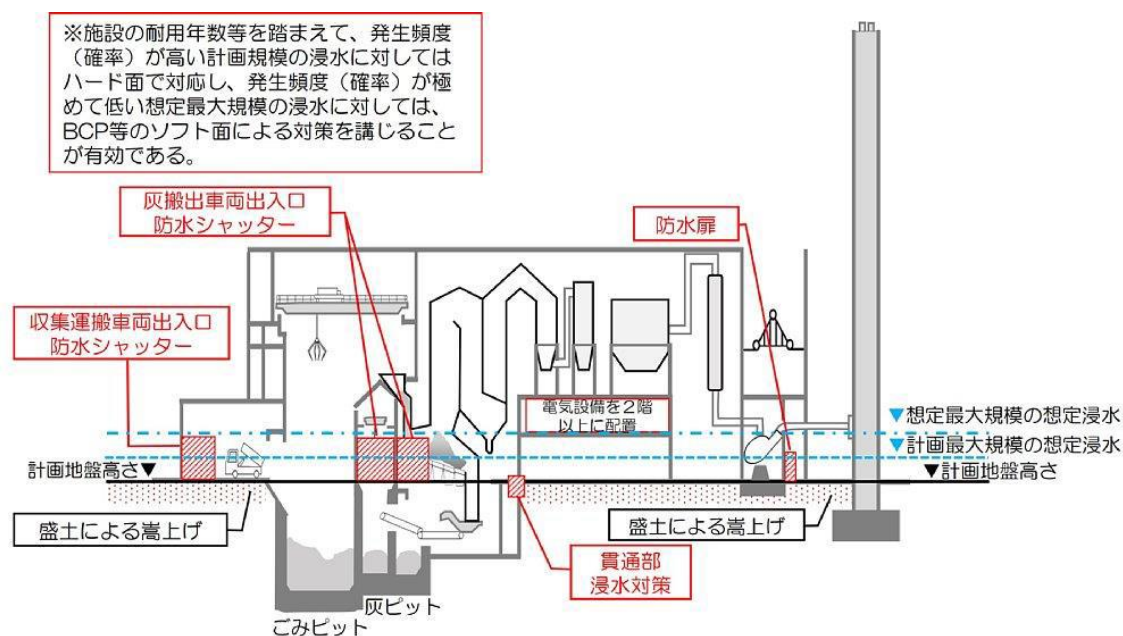 ※施設の耐用年数等を踏まえて、発生頻度
（確率）が高い計画規模の浸水に対しては
ハード面で対応し、発生頻度（確率）が極
めて低い想定最大規模の浸水に対しては、
BCP等のソフト面による対策を講じること
が有効である。
灰搬出車両出入口
防水シャッター
防水扉
収集運搬車両出入口
防水シャッター
電気設備を２階
以上に配置
▼想定最大規模の想定浸水
▼計画最大規模の想定浸水
計画地盤高さ▼
▼計画地盤高さ
盛土による嵩上げ
盛土による嵩上げ
貫通部
浸水対策
灰ピット
ごみピット